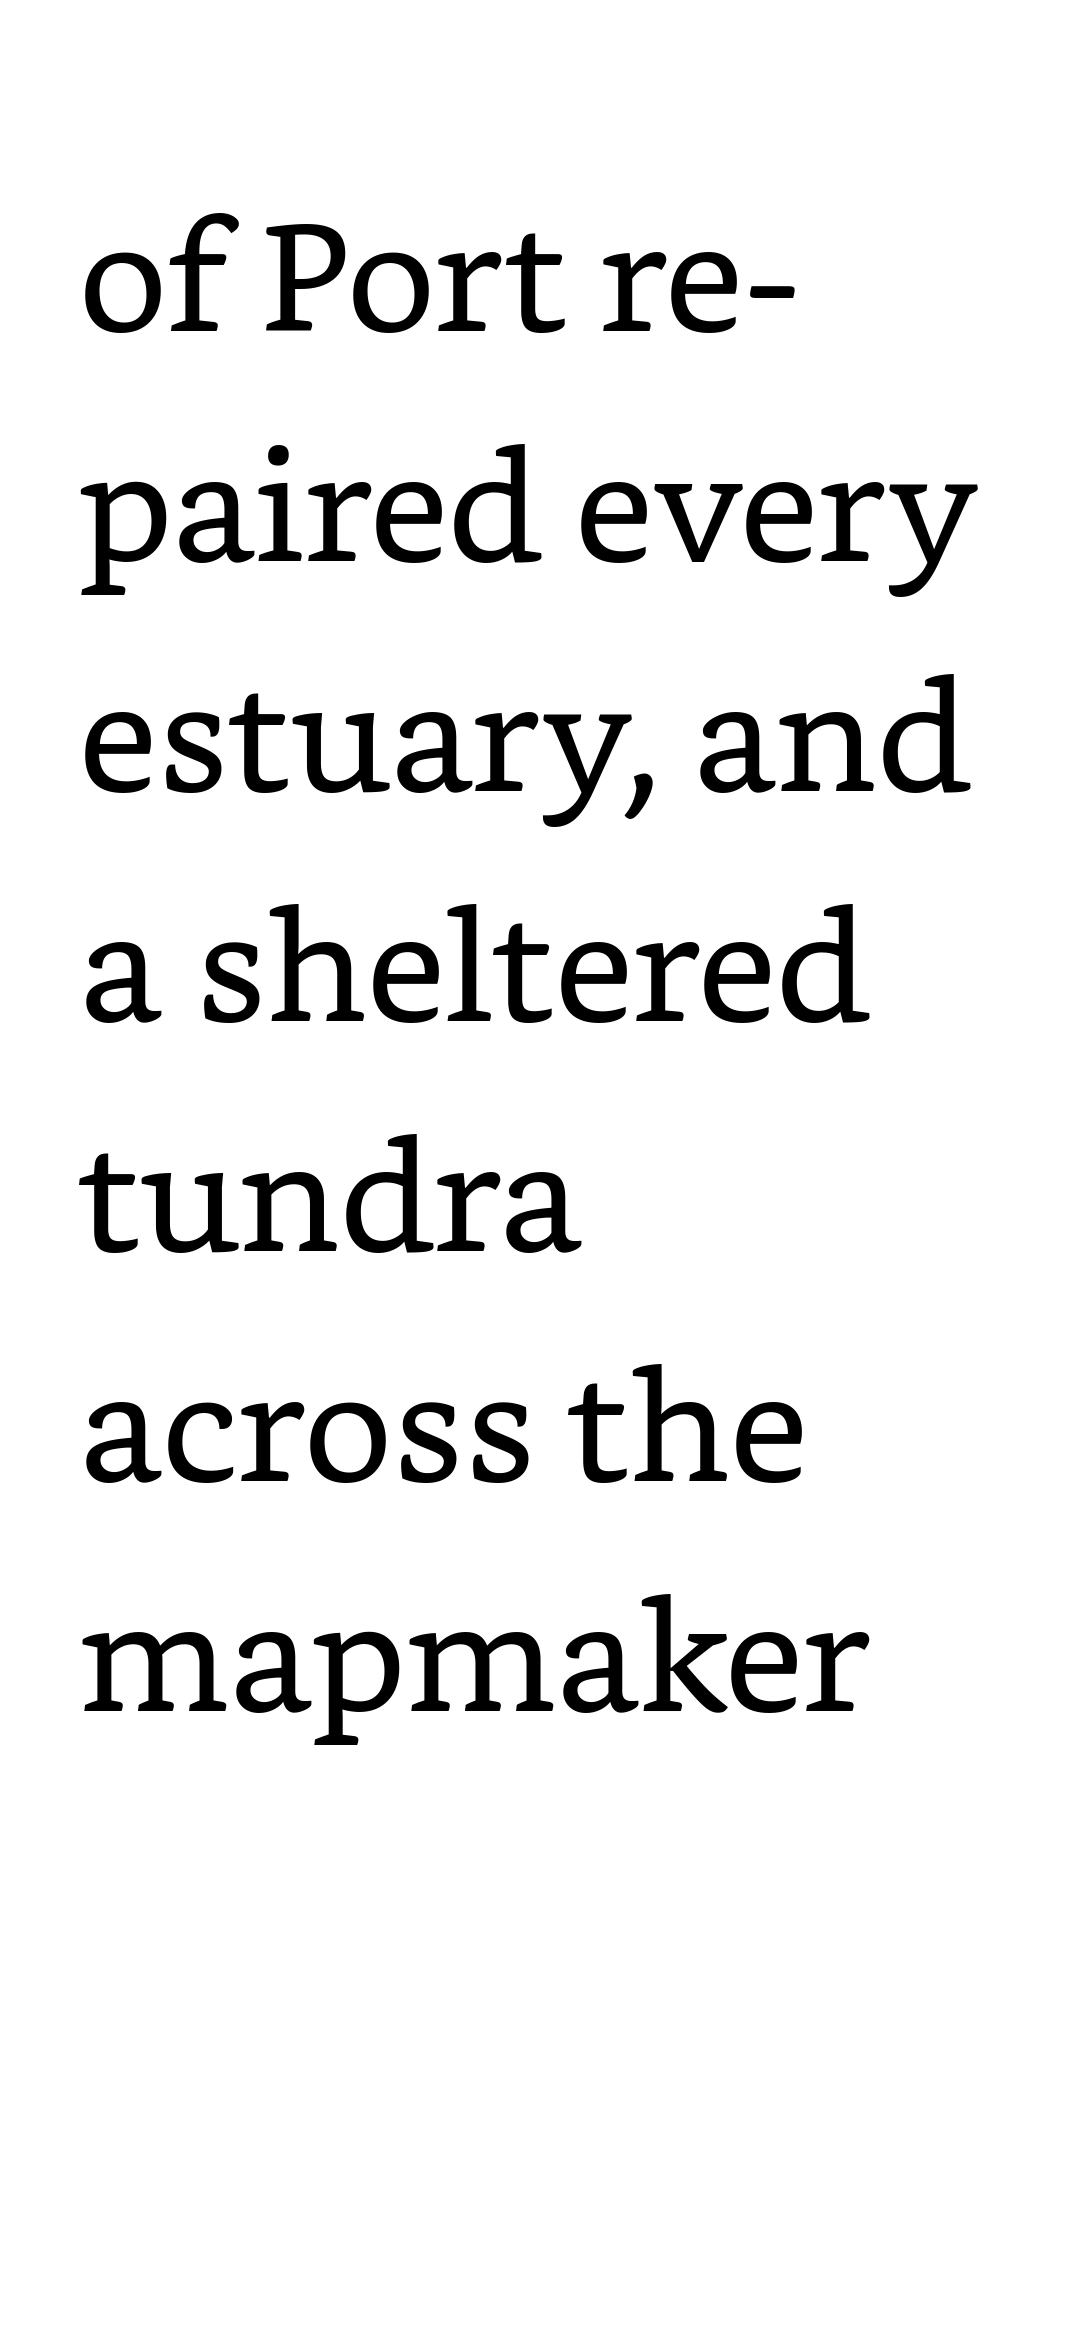 of Port re-
paired every
estuary, and
a sheltered
tundra
across the
mapmaker